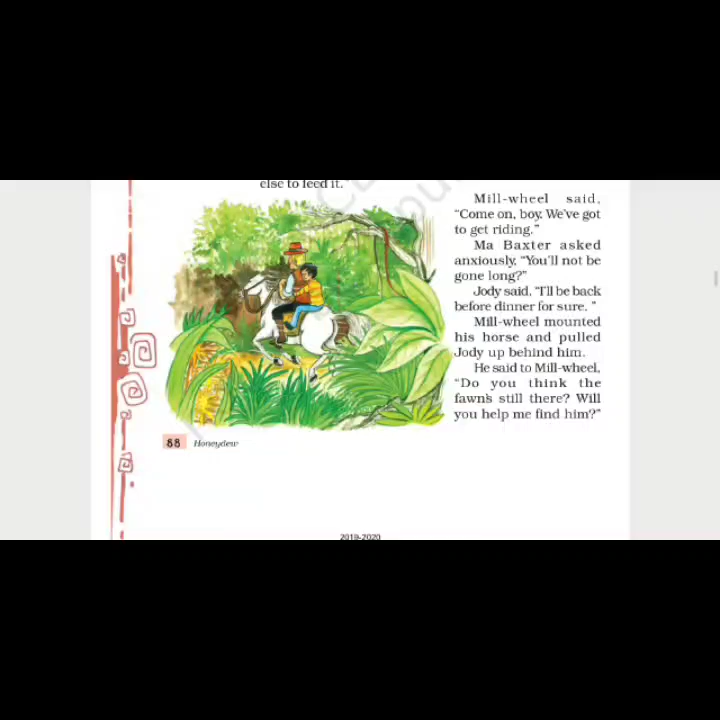 else to feed it."
Mill-wheel said,
"Come on, boy. We've got
to get riding."
Ma Baxter asked
anxiously, "You'll not be
gone long?"
Jody said, "I'll be back
before dinner for sure. "
Mill-wheel mounted
his horse and pulled
Jody up behind him.
He said to Mill-wheel,
"Do you think the
fawn's still there? Will
you help me find him?"
88 Honeydew
2019-2020